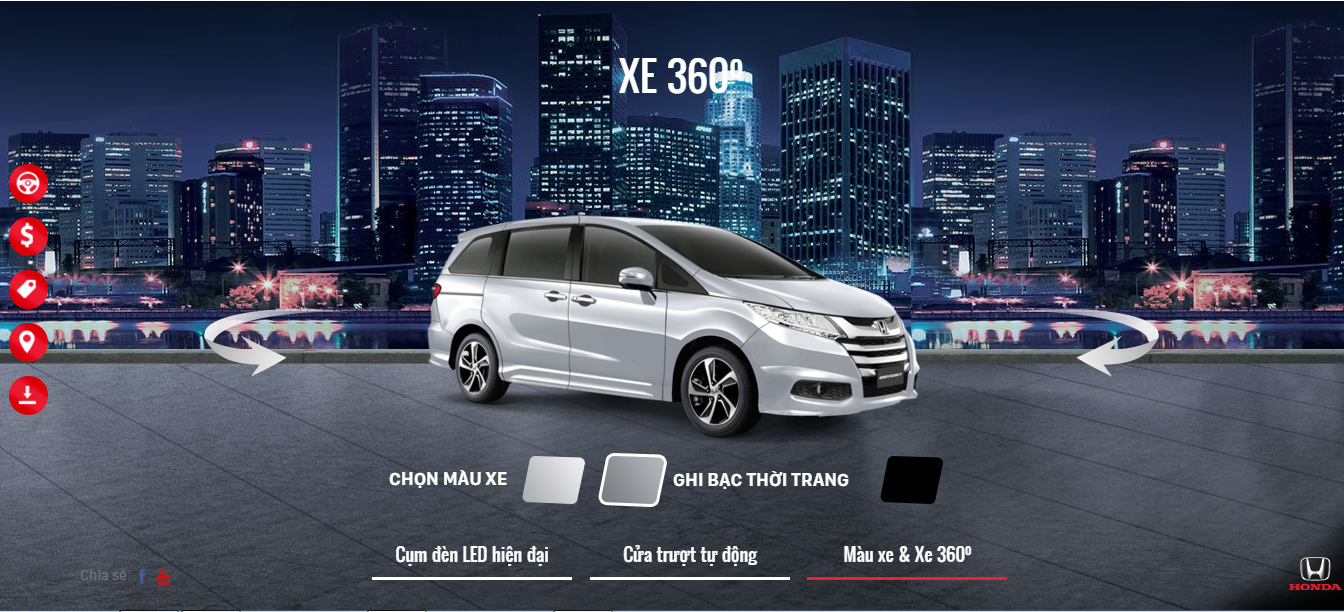 XE 360º
CHỌN MÀU XE
GHI BẠC THỜI TRANG
Cụm đèn LED hiện đại
Cửa trượt tự động
Màu xe & Xe 360º
Chia sẻ
HONDA